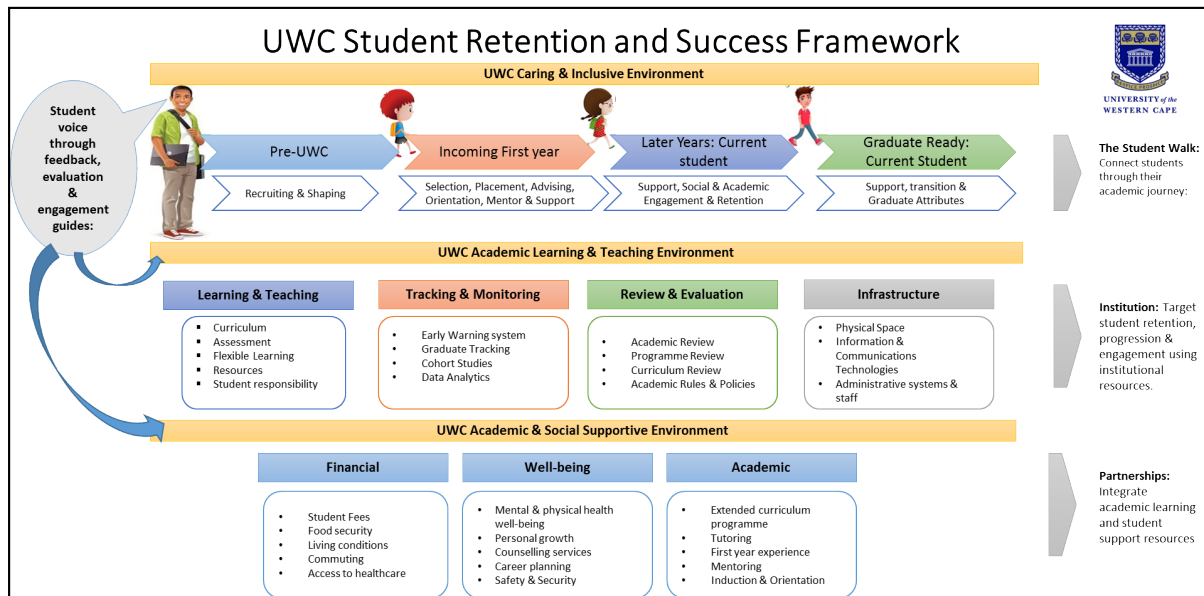 UWC Student Retention and Success Framework
UWC Caring & Inclusive Environment
UNIVERSITY of the
WESTERN CAPE
Student
voice
through
feedback,
evaluation
&
engagement
guides:
Pre-UWC
Incoming First year
Later Years: Current
student
Graduate Ready:
Current Student
Recruiting & Shaping
Selection, Placement, Advising,
Orientation, Mentor & Support
Support, Social & Academic
Engagement & Retention
Support, transition &
Graduate Attributes
The Student Walk:
Connect students
through their
academic journey:
UWC Academic Learning & Teaching Environment
Learning & Teaching
▪ Curriculum
▪ Assessment
▪ Flexible Learning
▪ Resources
▪ Student responsibility
Tracking & Monitoring
• Early Warning system
• Graduate Tracking
• Cohort Studies
• Data Analytics
Review & Evaluation
• Academic Review
• Programme Review
• Curriculum Review
• Academic Rules & Policies
Infrastructure
• Physical Space
• Information &
Communications
Technologies
• Administrative systems &
staff
Institution: Target
student retention,
progression &
engagement using
institutional
resources.
UWC Academic & Social Supportive Environment
Financial
• Student Fees
• Food security
• Living conditions
• Commuting
• Access to healthcare
Well-being
• Mental & physical health
well-being
• Personal growth
• Counselling services
• Career planning
• Safety & Security
Academic
• Extended curriculum
programme
• Tutoring
• First year experience
• Mentoring
• Induction & Orientation
Partnerships:
Integrate
academic learning
and student
support resources